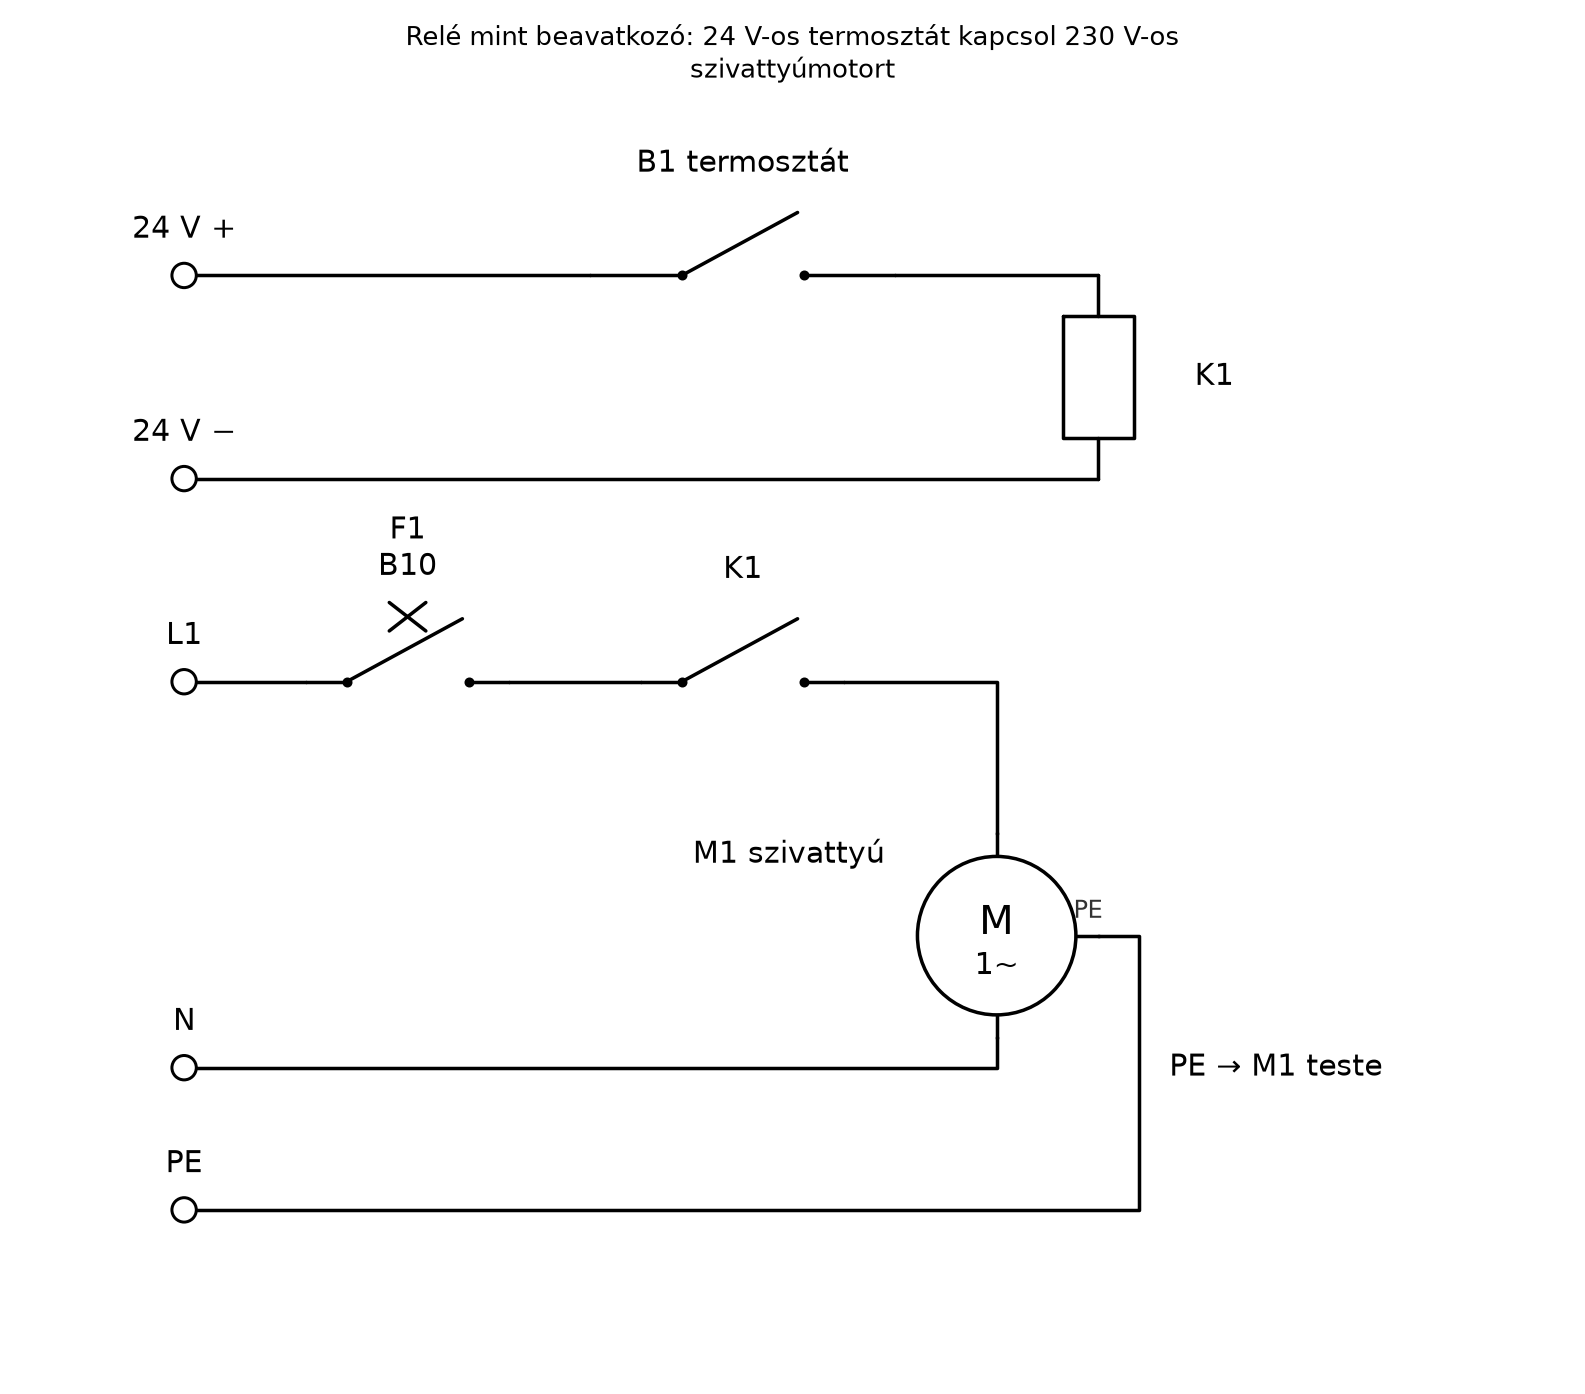 Relé mint beavatkozó: 24 V-os termosztát kapcsol 230 V-os
szivattyúmotort
B1 termosztát
24 V +
K1
24 V −
F1
B10
K1
L1
M1 szivattyú
M
1~
PE
N
PE → M1 teste
PE